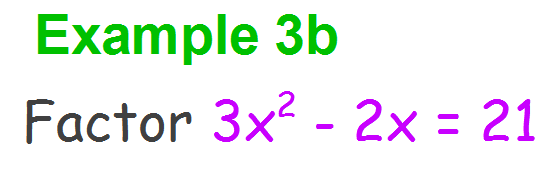 Example 3b
Factor 3x² - 2x = 21